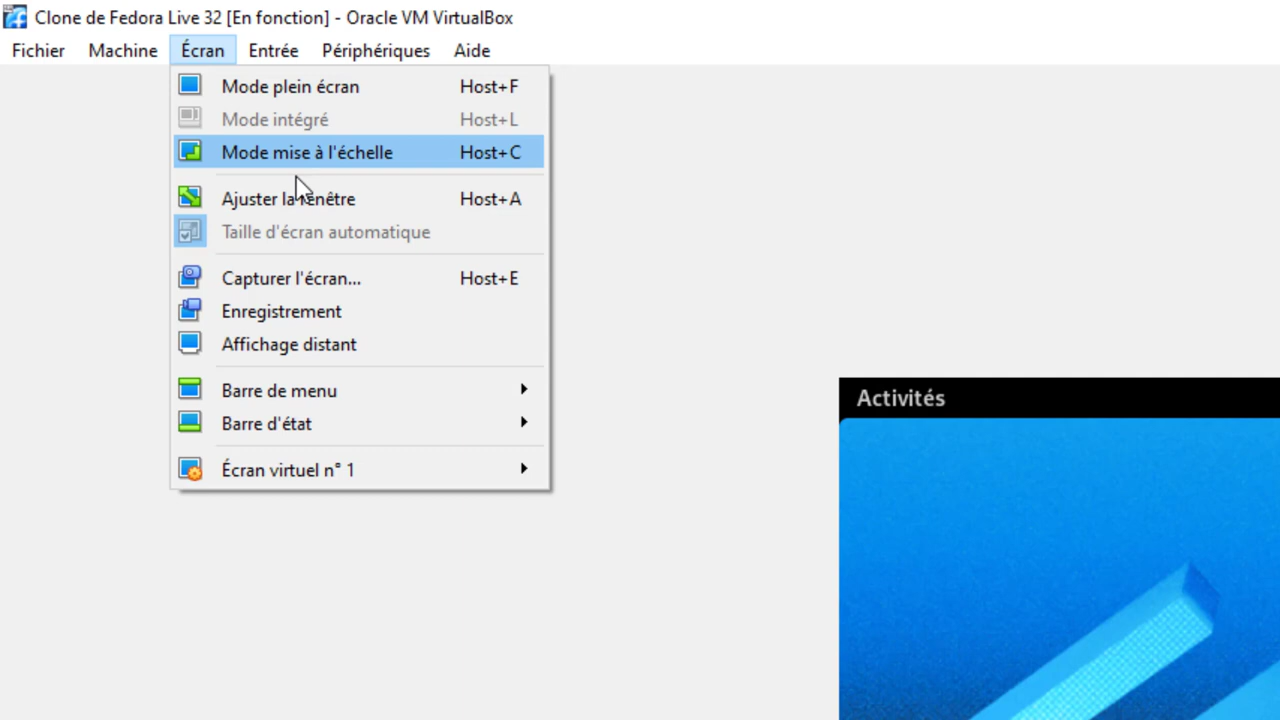 Clone de Fedora Live 32 [En fonction] - Oracle VM VirtualBox
Fichier Machine Écran Entrée Périphériques Aide
Mode plein écran Host+F
Mode intégré Host+L
Mode mise à l'échelle Host+C
Ajuster la fenêtre Host+A
Taille d'écran automatique
Capturer l'écran... Host+E
Enregistrement
Affichage distant
Barre de menu
Barre d'état
Écran virtuel n° 1
Activités